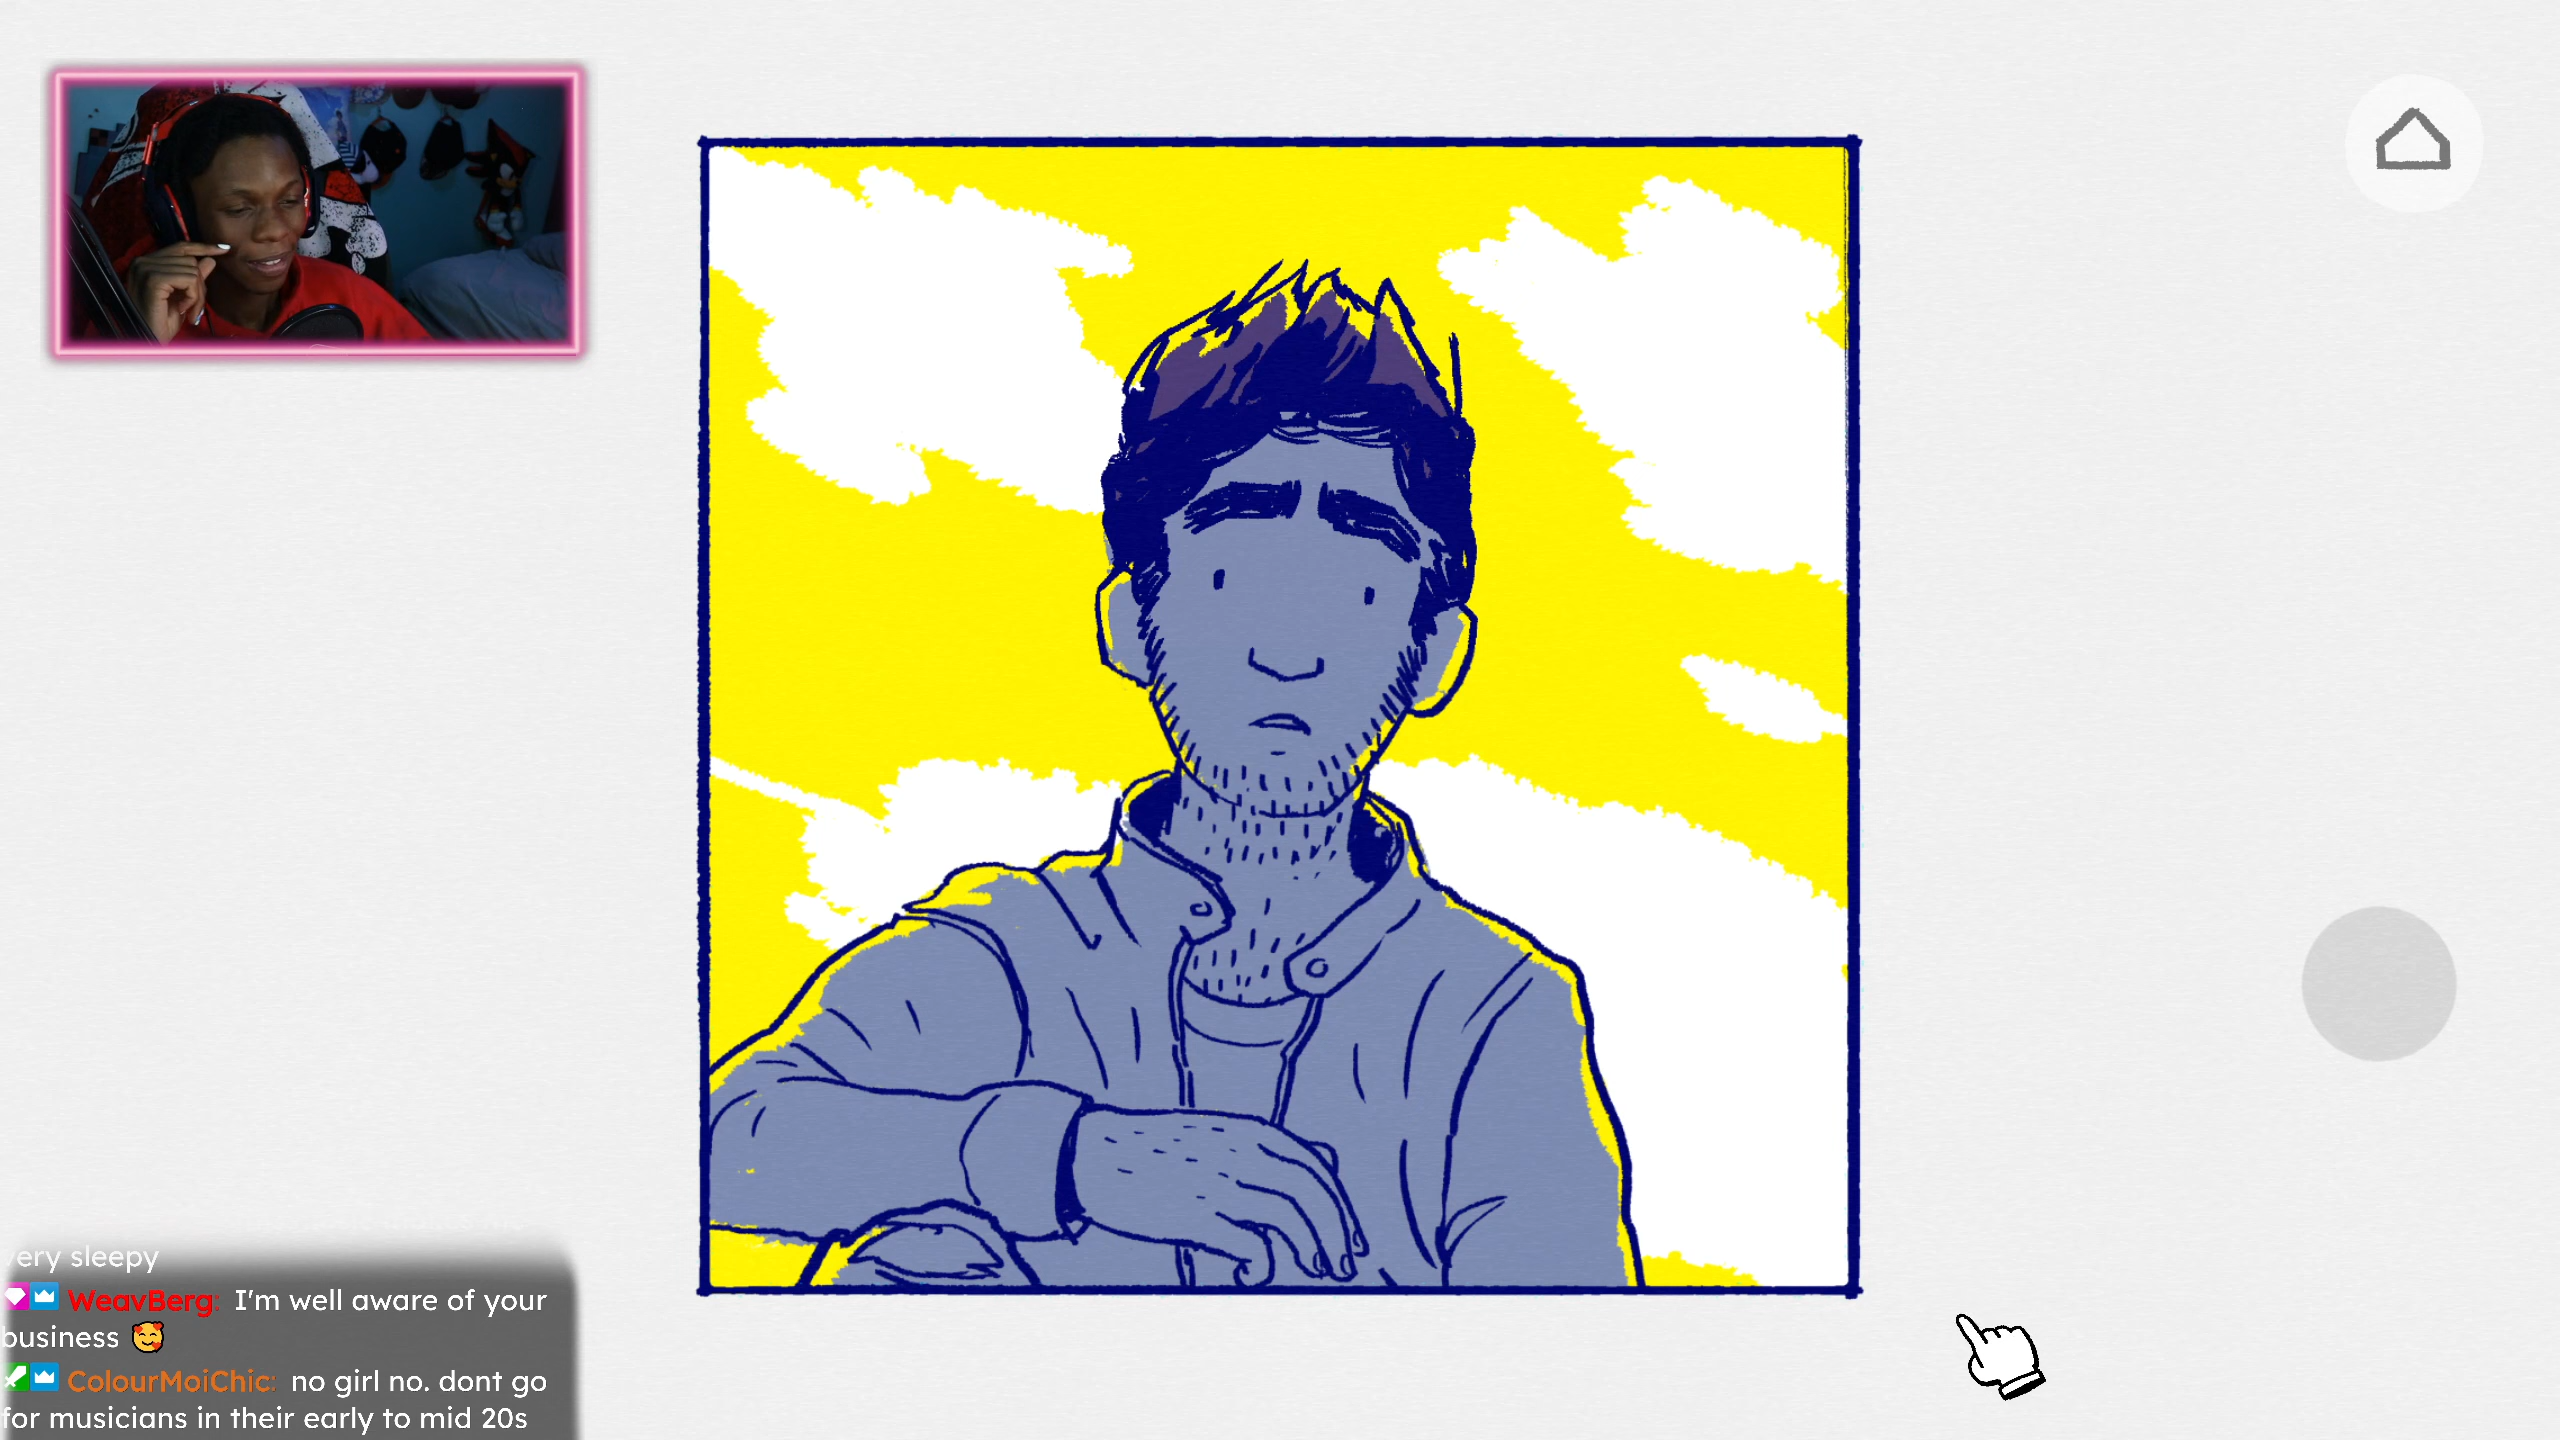 very sleepy
WeavBerg: I'm well aware of your
business 🥰
ColourMoiChic: no girl no. dont go
for musicians in their early to mid 20s